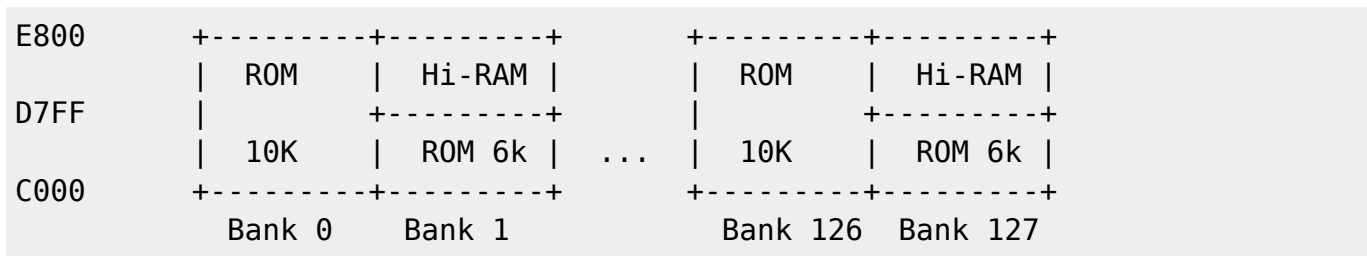 E800       +---------+---------+       +---------+---------+
           |  ROM    | Hi-RAM |       |  ROM    | Hi-RAM |
D7FF       |         +---------+       |         +---------+
           |  10K    | ROM 6k |  ...  |  10K    | ROM 6k |
C000       +---------+---------+       +---------+---------+
             Bank 0    Bank 1            Bank 126  Bank 127